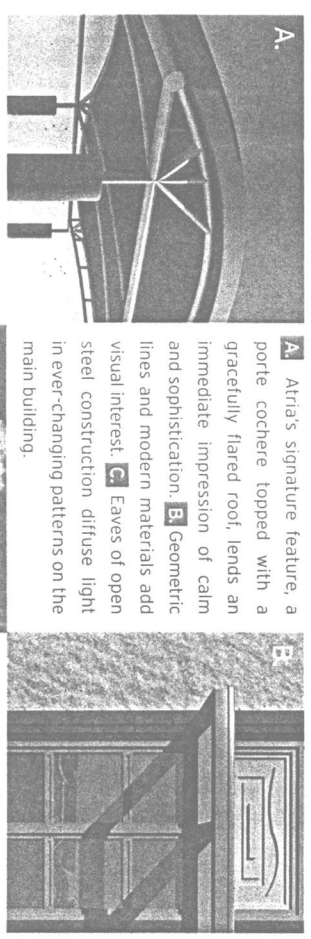 A.
A. Atria's signature feature, a
porte cochere topped with a
gracefully flared roof, lends an
immediate impression of calm
and sophistication. B. Geometric
lines and modern materials add
visual interest. C. Eaves of open
steel construction diffuse light
in ever-changing patterns on the
main building.
B.